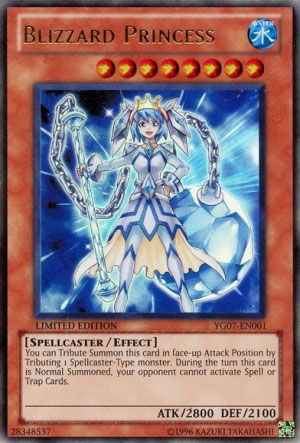 BLIZZARD PRINCESS
WATER
水
LIMITED EDITION YG07-EN001
[SPELLCASTER / EFFECT]
You can Tribute Summon this card in face-up Attack Position by
Tributing 1 Spellcaster-Type monster. During the turn this card
is Normal Summoned, your opponent cannot activate Spell or
Trap Cards.
ATK/2800 DEF/2100
28348537 ©1996 KAZUKI TAKAHASHI